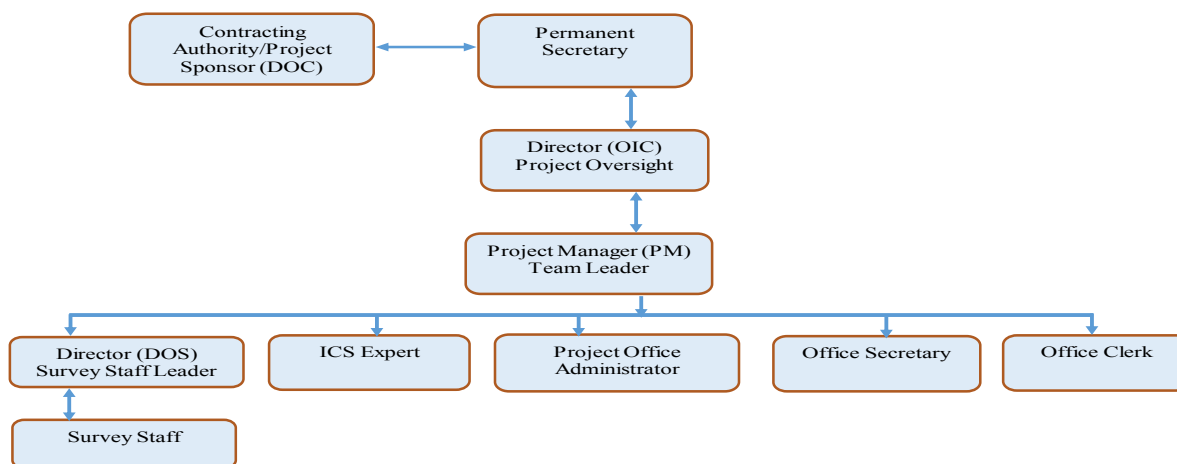 Contracting
Authority/Project
Sponsor (DOC)
Permanent
Secretary
Director (OIC)
Project Oversight
Project Manager (PM)
Team Leader
Director (DOS)
Survey Staff Leader
ICS Expert
Project Office
Administrator
Office Secretary
Office Clerk
Survey Staff